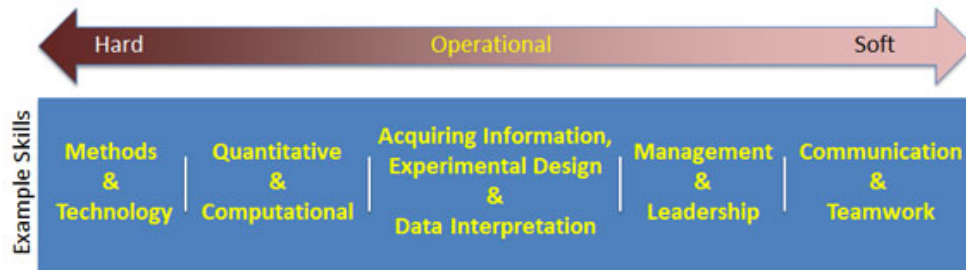 Hard Operational Soft
Example Skills
Methods
&
Technology
Quantitative
&
Computational
Acquiring Information,
Experimental Design
&
Data Interpretation
Management
&
Leadership
Communication
&
Teamwork